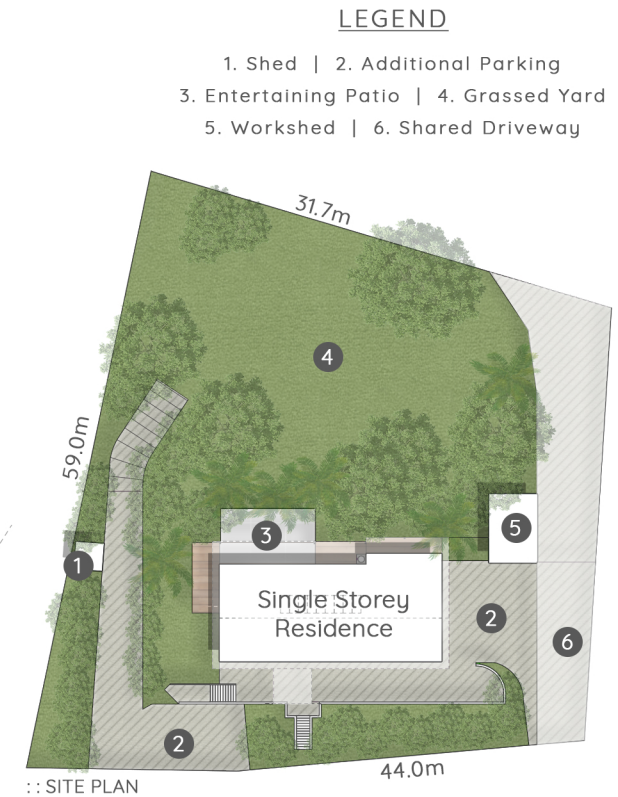 LEGEND
1. Shed | 2. Additional Parking
3. Entertaining Patio | 4. Grassed Yard
5. Workshed | 6. Shared Driveway
31.7m
4
59.0m
3
5
1
Single Storey
Residence
2
6
2
44.0m
:: SITE PLAN